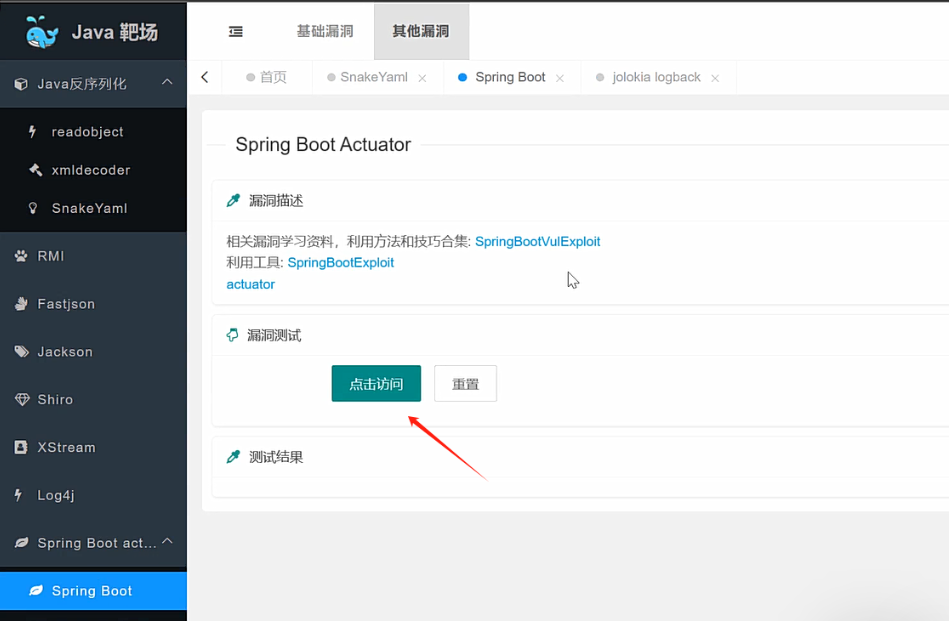 Java 靶场
Java反序列化
readobject
xmldecoder
SnakeYaml
RMI
Fastjson
Jackson
Shiro
XStream
Log4j
Spring Boot act...
Spring Boot
基础漏洞
其他漏洞
首页
SnakeYaml
Spring Boot
jolokia logback
Spring Boot Actuator
漏洞描述
相关漏洞学习资料，利用方法和技巧合集: SpringBootVulExploit
利用工具: SpringBootExploit
actuator
漏洞测试
点击访问
重置
测试结果